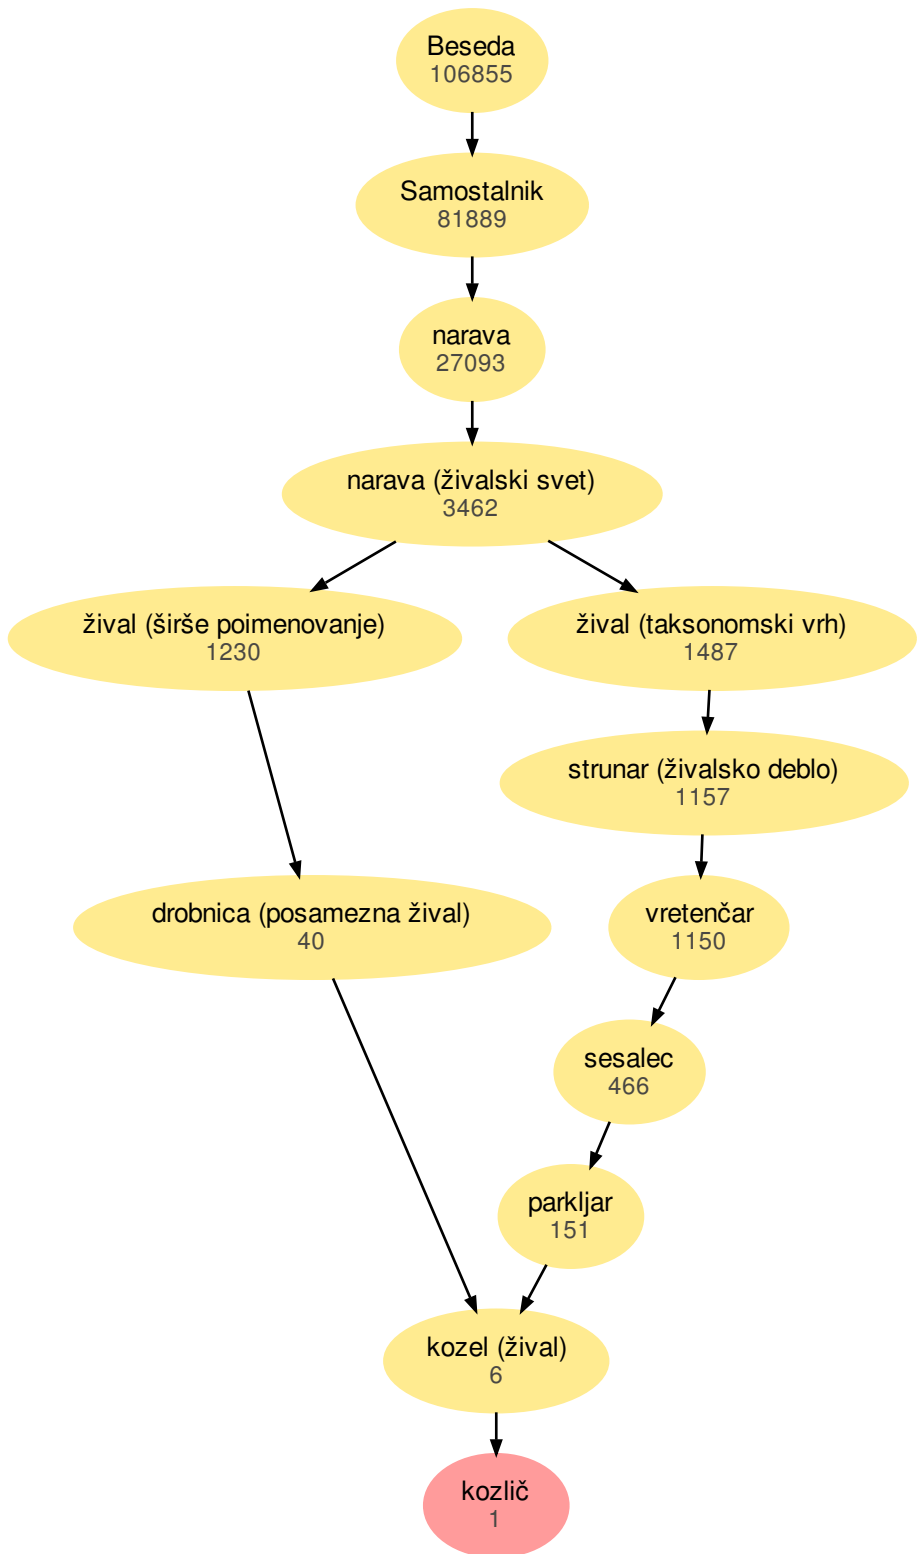 Beseda
106855
Samostalnik
81889
narava
27093
narava (živalski svet)
3462
žival (širše poimenovanje)
1230
žival (taksonomski vrh)
1487
strunar (živalsko deblo)
1157
drobnica (posamezna žival)
40
vretenčar
1150
sesalec
466
parkljar
151
kozel (žival)
6
kozlič
1